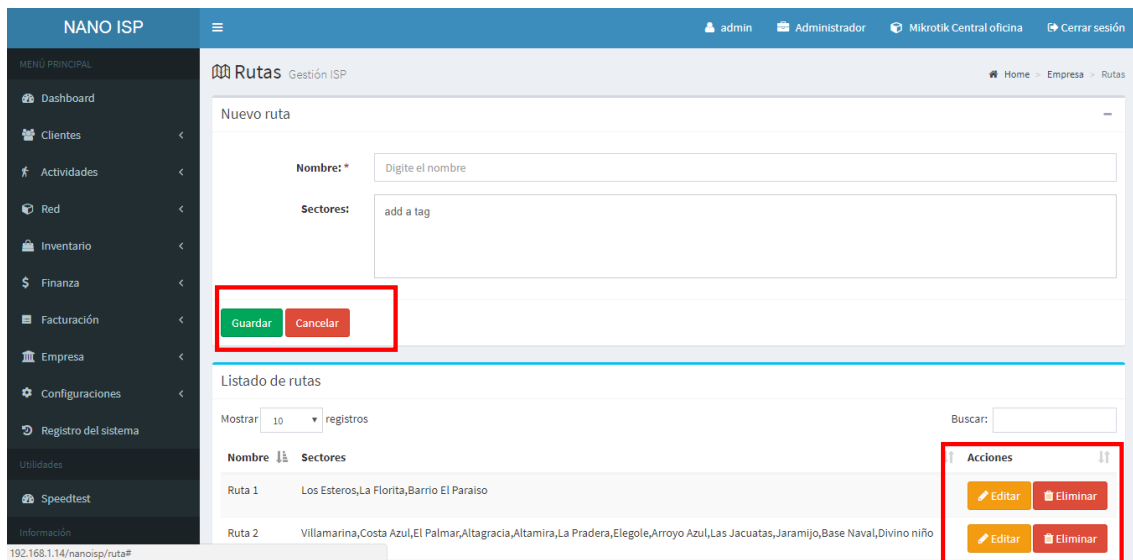 NANO ISP
admin Administrador Mikrotik Central oficina Cerrar sesión
MENÚ PRINCIPAL
Dashboard
Clientes
Actividades
Red
Inventario
Finanza
Facturación
Empresa
Configuraciones
Registro del sistema
Utilidades
Speedtest
Información
192.168.1.14/nanoisp/ruta#
Rutas Gestión ISP
Home > Empresa > Rutas
Nuevo ruta
Nombre: * Digite el nombre
Sectores: add a tag
Guardar Cancelar
Listado de rutas
Mostrar 10 registros Buscar:
Nombre Sectores Acciones
Ruta 1 Los Esteros,La Florita,Barrio El Paraiso Editar Eliminar
Ruta 2 Villamarina,Costa Azul,El Palmar,Altagracia,Altamira,La Pradera,Elegole,Arroyo Azul,Las Jacuatas,Jaramijo,Base Naval,Divino niño Editar Eliminar